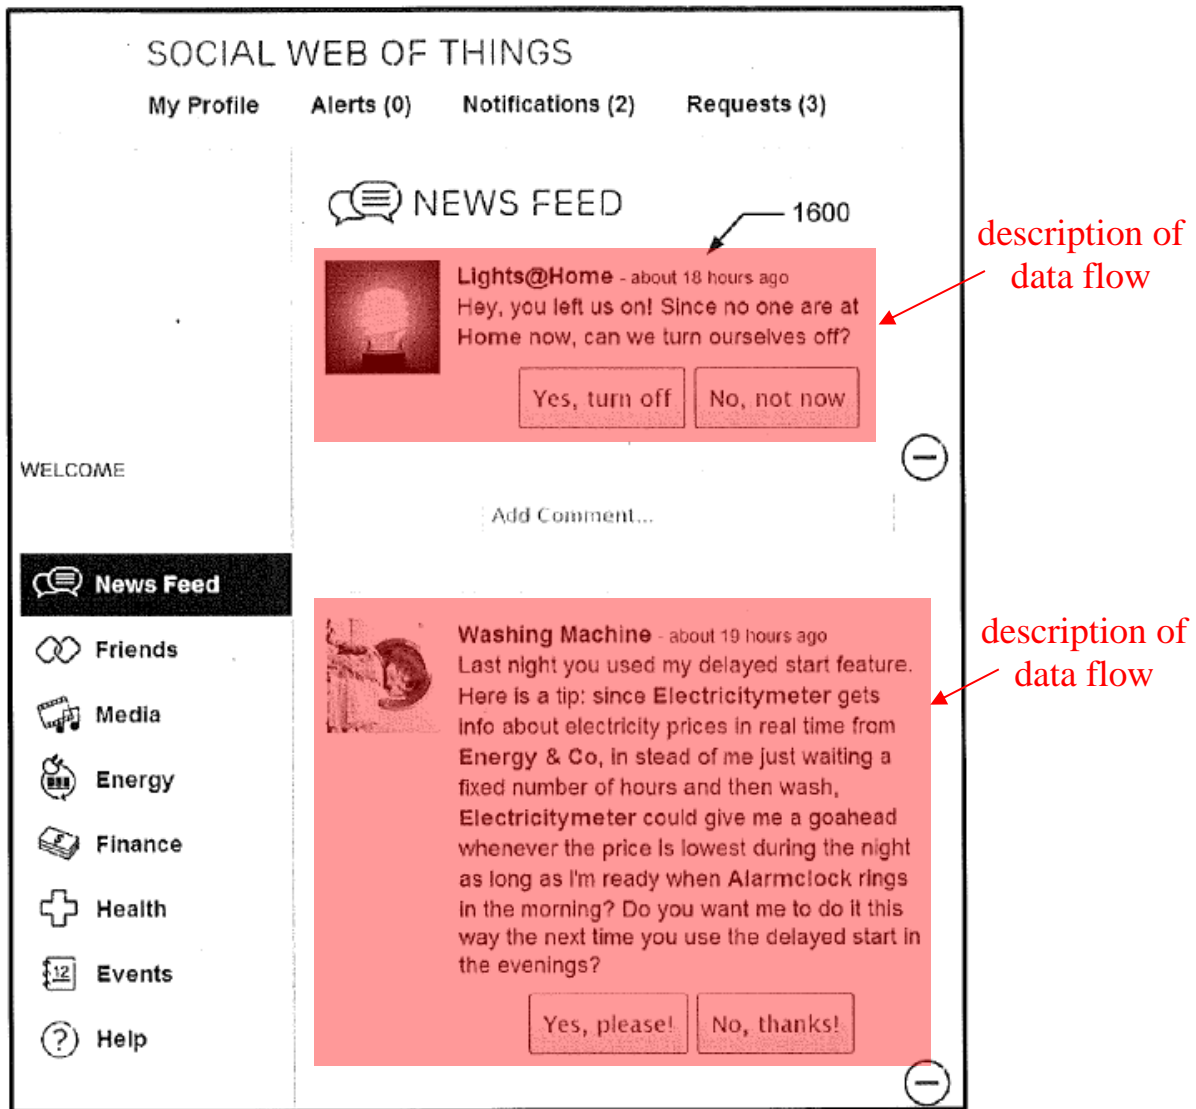 SOCIAL WEB OF THINGS
My Profile Alerts (0) Notifications (2) Requests (3)
NEWS FEED
1600
description of
data flow
Lights@Home - about 18 hours ago
Hey, you left us on! Since no one are at
Home now, can we turn ourselves off?
Yes, turn off No, not now
WELCOME
Add Comment...
News Feed
Friends
Media
Energy
Finance
Health
12
Events
Help
Washing Machine - about 19 hours ago
Last night you used my delayed start feature.
Here is a tip: since Electricitymeter gets
info about electricity prices in real time from
Energy & Co, in stead of me just waiting a
fixed number of hours and then wash,
Electricitymeter could give me a goahead
whenever the price is lowest during the night
as long as I'm ready when Alarmclock rings
in the morning? Do you want me to do it this
way the next time you use the delayed start in
the evenings?
Yes, please! No, thanks!
description of
data flow